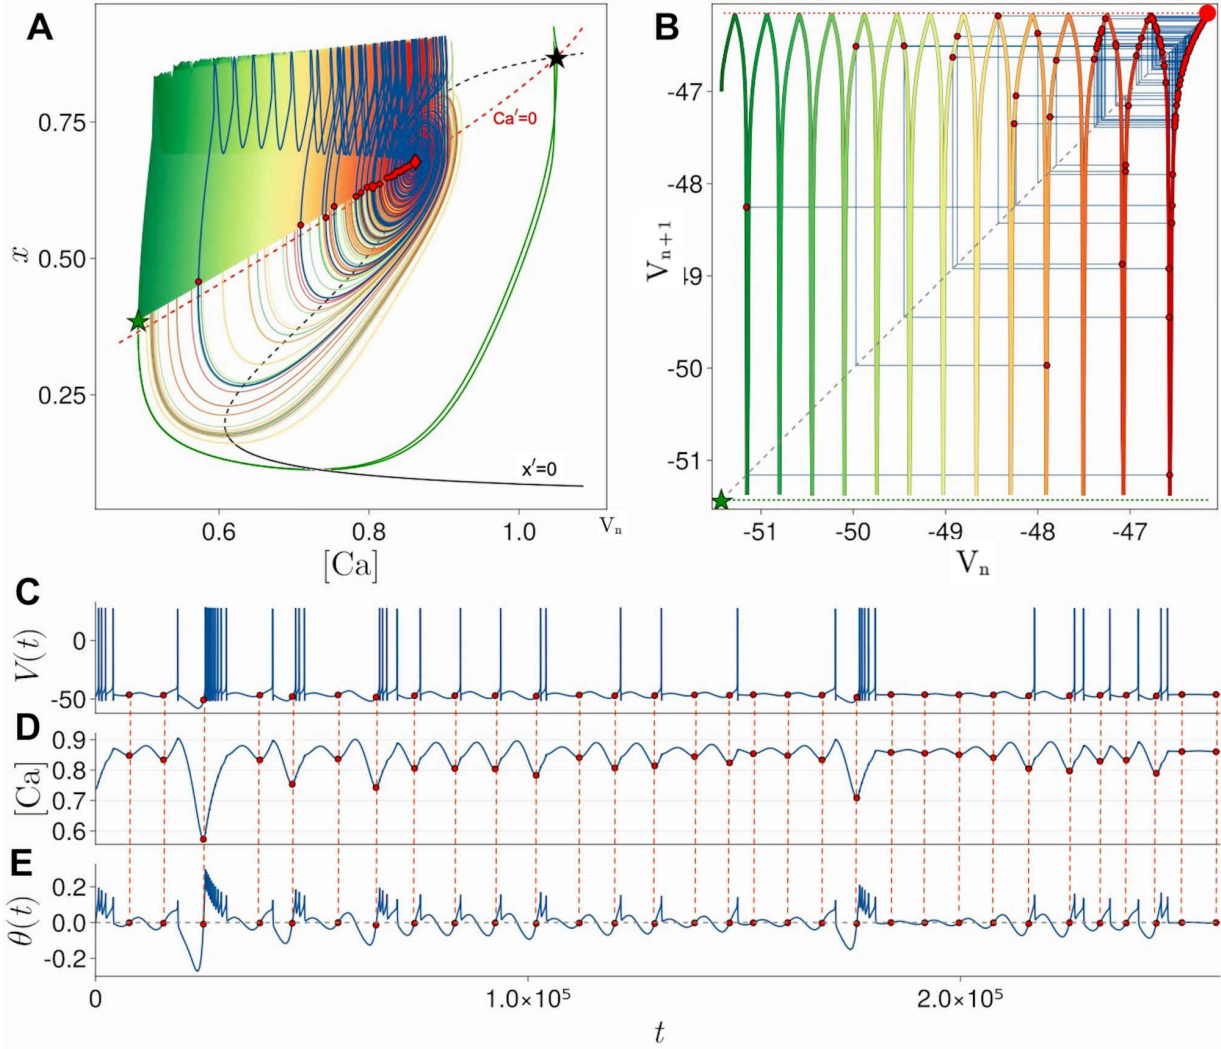 A
0.75
0.50
0.25
x
Ca'=0
x'=0
0.6
0.8
1.0
Vₙ
[Ca]
B
-47
-48
49
-50
-51
Vₙ₊₁
-51
-50
-49
-48
-47
Vₙ
C
0
-50
V(t)
D
0.9
0.8
0.7
0.6
[Ca]
E
0.2
0.0
-0.2
θ(t)
0
1.0×10⁵
2.0×10⁵
t